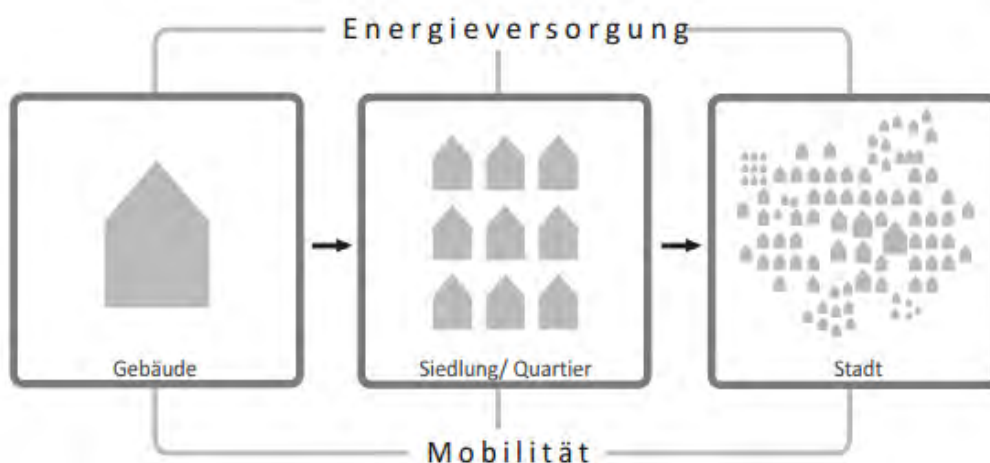 Energieversorgung
Gebäude
Siedlung/ Quartier
Stadt
Mobilität